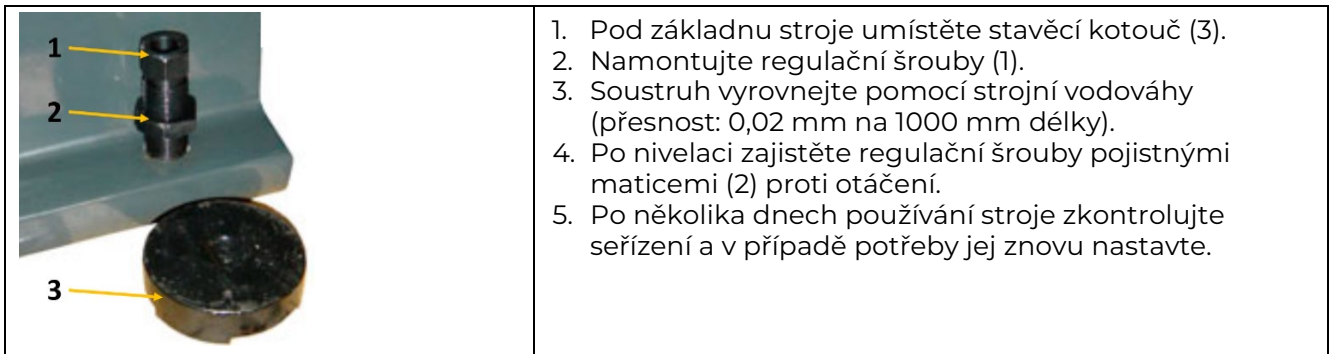 1
2
3
1. Pod základnu stroje umístěte stavěcí kotouč (3).
2. Namontujte regulační šrouby (1).
3. Soustruh vyrovnejte pomocí strojní vodováhy
(přesnost: 0,02 mm na 1000 mm délky).
4. Po nivelaci zajistěte regulační šrouby pojistnými
maticemi (2) proti otáčení.
5. Po několika dnech používání stroje zkontrolujte
seřízení a v případě potřeby jej znovu nastavte.